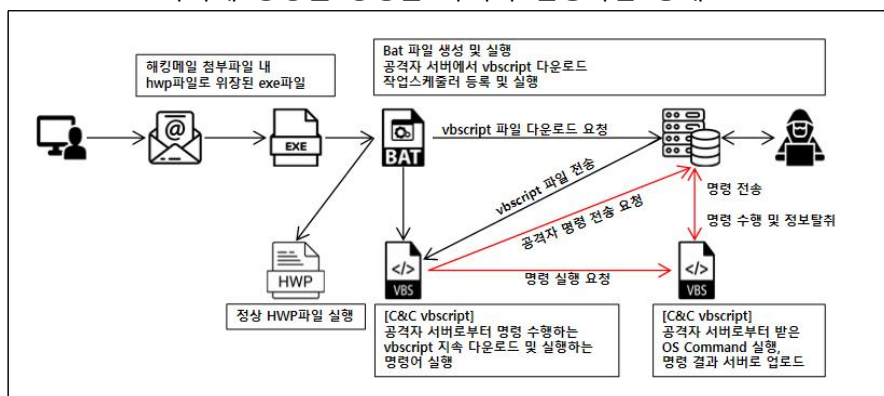 해킹메일 첨부파일 내
hwp파일로 위장된 exe파일
Bat 파일 생성 및 실행
공격자 서버에서 vbscript 다운로드
작업스케줄러 등록 및 실행
@
EXE
BAT
vbscript 파일 다운로드 요청
vbscript 파일 전송
공격자 명령 전송 요청
명령 전송
명령 수행 및 정보탈취
HWP
정상 HWP파일 실행
</>
VBS
명령 실행 요청
</>
VBS
[C&C vbscript]
공격자 서버로부터 명령 수행하는
vbscript 지속 다운로드 및 실행하는
명령어 실행
[C&C vbscript]
공격자 서버로부터 받은
OS Command 실행,
명령 결과 서버로 업로드